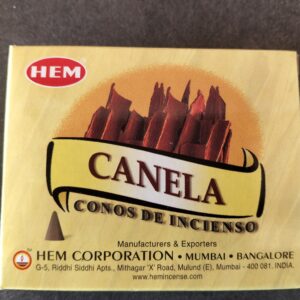 HEM
CANELA
CONOS DE INCIENSO
Manufacturers & Exporters
HEM CORPORATION • MUMBAI • BANGALORE
G-5, Riddhi Siddhi Apts., Mithagar 'X' Road, Mulund (E), Mumbai - 400 081. INDIA.
www.hemincense.com